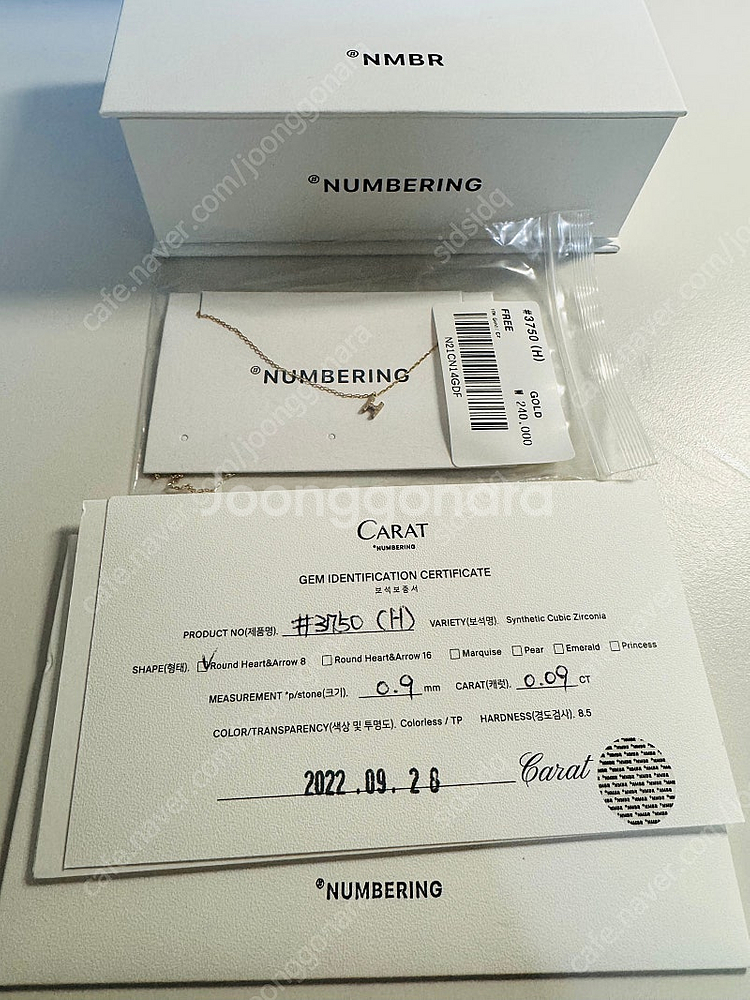 ®NMBR
®NUMBERING
#3750 (H)
FREE
GOLD
₩ 240,000
N21CN14GDF
®NUMBERING
Joonggonara
CARAT
®NUMBERING
GEM IDENTIFICATION CERTIFICATE
보석보증서
PRODUCT NO(제품명). #3750 (H) VARIETY(보석명). Synthetic Cubic Zirconia
SHAPE(형태). Round Heart&Arrow 8 Round Heart&Arrow 16 Marquise Pear Emerald Princess
MEASUREMENT *p/stone(크기). 0.9 mm CARAT(캐럿). 0.09 CT
COLOR/TRANSPARENCY(색상 및 투명도). Colorless / TP HARDNESS(경도검사). 8.5
2022.09.28 Carat
®NUMBERING
cafe.naver.com/joonggonara
sidsidq